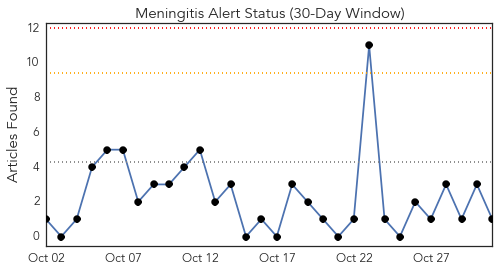 Meningitis Alert Status (30-Day Window)
Articles Found
12
10
8
6
4
2
0
Oct 02
Oct 07
Oct 12
Oct 17
Oct 22
Oct 27